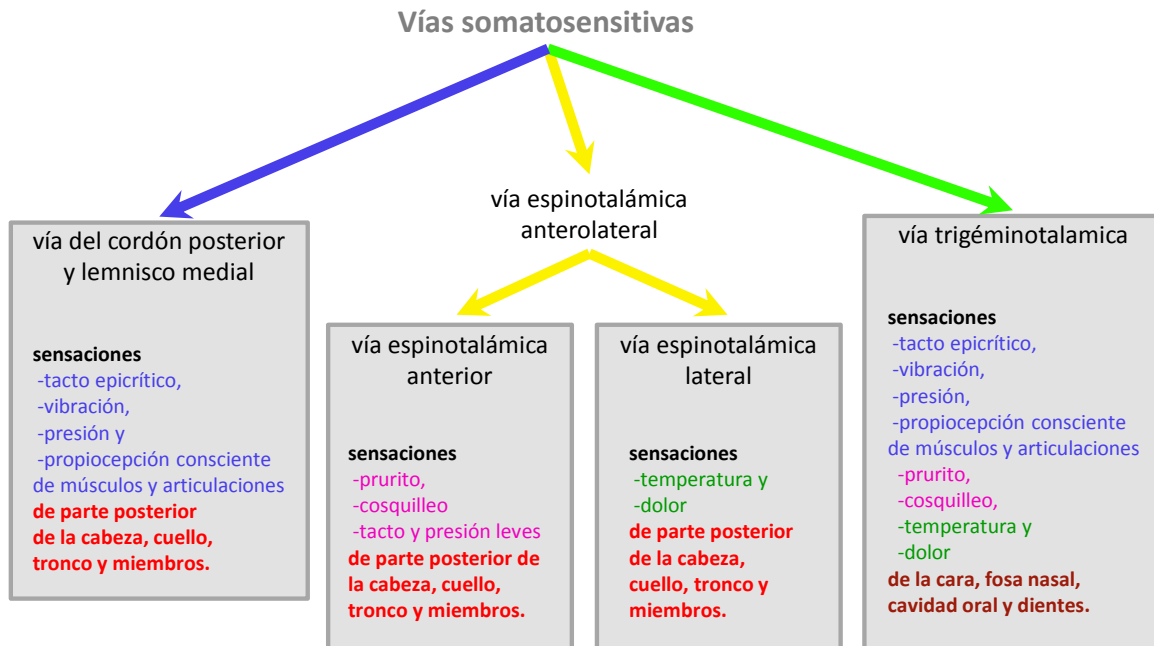 Vías somatosensitivas
vía del cordón posterior
y lemnisco medial
sensaciones
-tacto epicrítico,
-vibración,
-presión y
-propiocepción consciente
de músculos y articulaciones
de parte posterior
de la cabeza, cuello,
tronco y miembros.
vía espinotalámica
anterolateral
vía espinotalámica
anterior
sensaciones
-prurito,
-cosquilleo
-tacto y presión leves
de parte posterior de
la cabeza, cuello,
tronco y miembros.
vía espinotalámica
lateral
sensaciones
-temperatura y
-dolor
de parte posterior
de la cabeza,
cuello, tronco y
miembros.
vía trigéminotalamica
sensaciones
-tacto epicrítico,
-vibración,
-presión,
-propiocepción consciente
de músculos y articulaciones
-prurito,
-cosquilleo,
-temperatura y
-dolor
de la cara, fosa nasal,
cavidad oral y dientes.